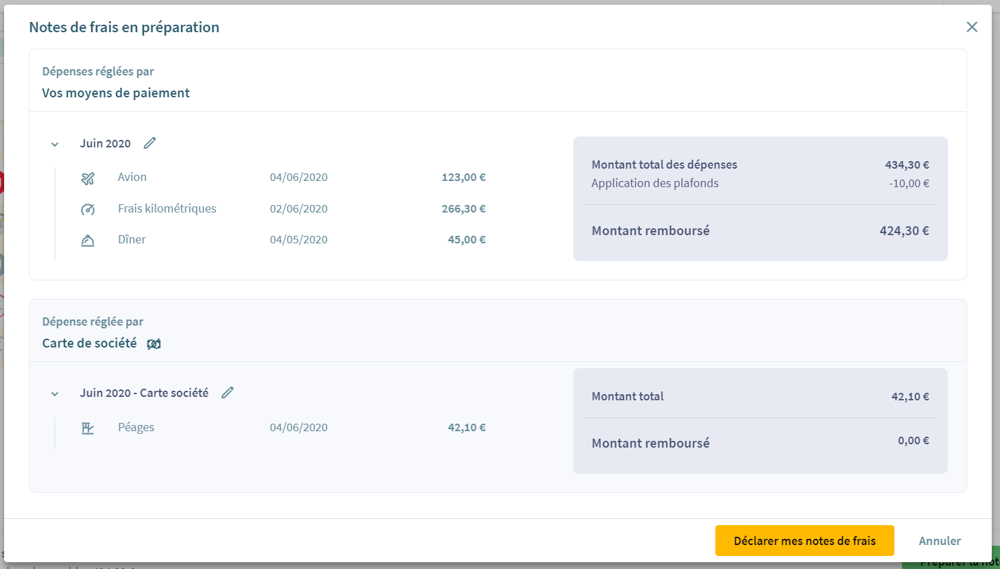 Notes de frais en préparation
Dépenses réglées par
Vos moyens de paiement
Juin 2020
Avion 04/06/2020 123,00 €
Frais kilométriques 02/06/2020 266,30 €
Dîner 04/05/2020 45,00 €
Montant total des dépenses 434,30 €
Application des plafonds -10,00 €
Montant remboursé 424,30 €
Dépense réglée par
Carte de société
Juin 2020 - Carte société
Péages 04/06/2020 42,10 €
Montant total 42,10 €
Montant remboursé 0,00 €
Déclarer mes notes de frais Annuler